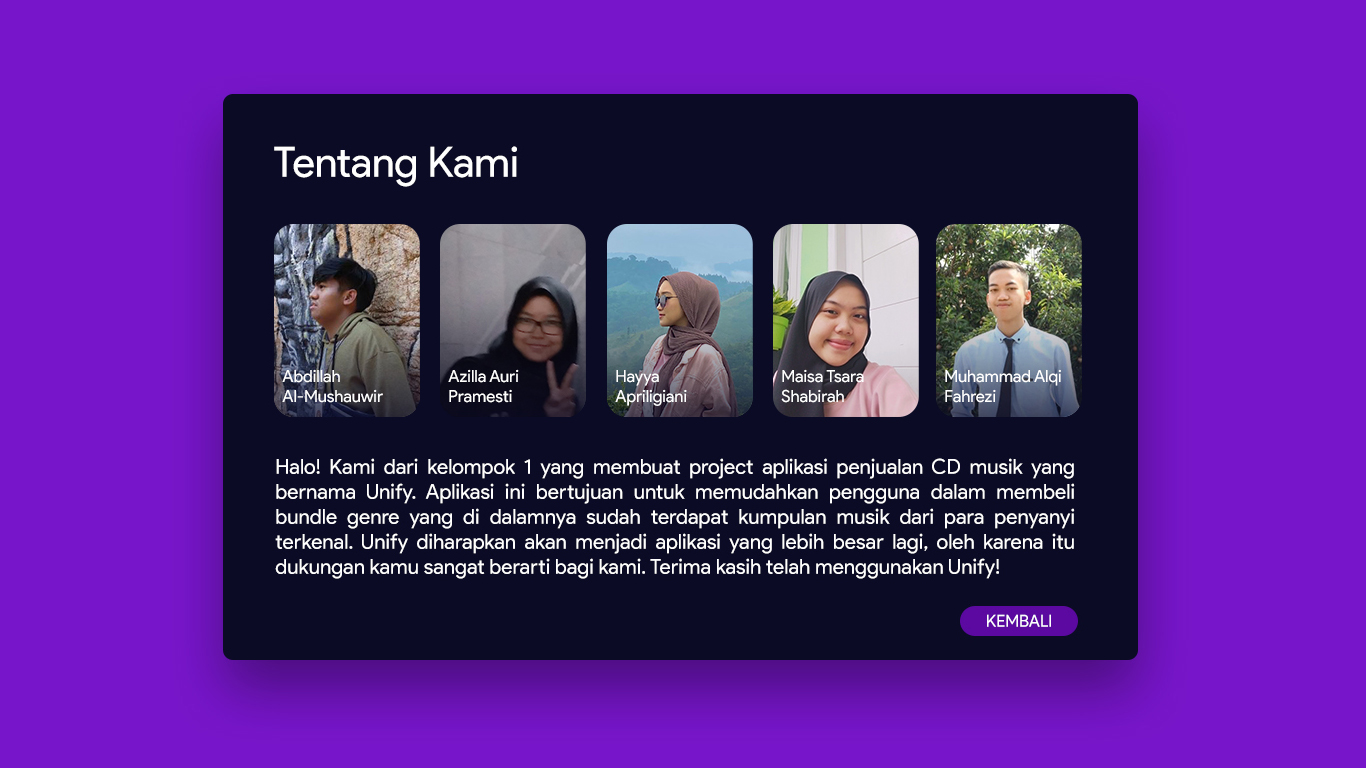 Tentang Kami
Abdillah
Al-Mushauwir
Azilla Auri
Pramesti
Hayya
Apriligiani
Maisa Tsara
Shabirah
Muhammad Alqi
Fahrezi
Halo! Kami dari kelompok 1 yang membuat project aplikasi penjualan CD musik yang
bernama Unify. Aplikasi ini bertujuan untuk memudahkan pengguna dalam membeli
bundle genre yang di dalamnya sudah terdapat kumpulan musik dari para penyanyi
terkenal. Unify diharapkan akan menjadi aplikasi yang lebih besar lagi, oleh karena itu
dukungan kamu sangat berarti bagi kami. Terima kasih telah menggunakan Unify!
KEMBALI